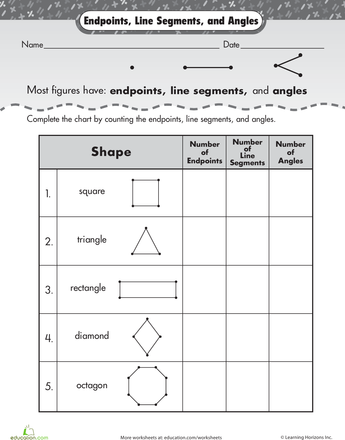 Endpoints, Line Segments, and Angles
Name Date
Most figures have: endpoints, line segments, and angles
Complete the chart by counting the endpoints, line segments, and angles.
Shape
Number of Endpoints
Number of Line Segments
Number of Angles
1. square
2. triangle
3. rectangle
4. diamond
5. octagon
education.com
More worksheets at education.com/worksheets
© Learning Horizons Inc.